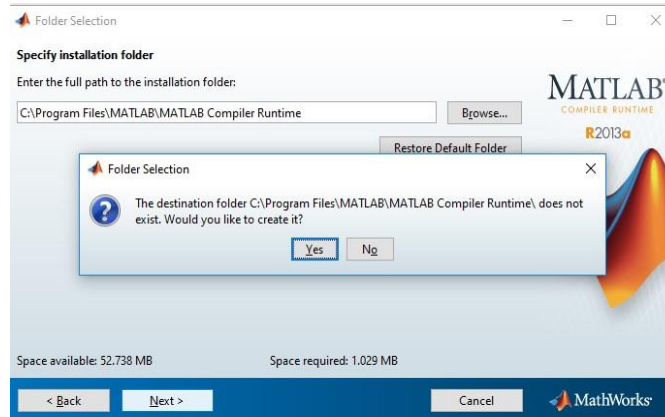 Folder Selection
Specify installation folder
Enter the full path to the installation folder:
C:\Program Files\MATLAB\MATLAB Compiler Runtime
Browse...
Restore Default Folder
MATLAB®
COMPILER RUNTIME
R2013a
Folder Selection
The destination folder C:\Program Files\MATLAB\MATLAB Compiler Runtime\ does not
exist. Would you like to create it?
Yes
No
Space available: 52.738 MB
Space required: 1.029 MB
< Back
Next >
Cancel
MathWorks®